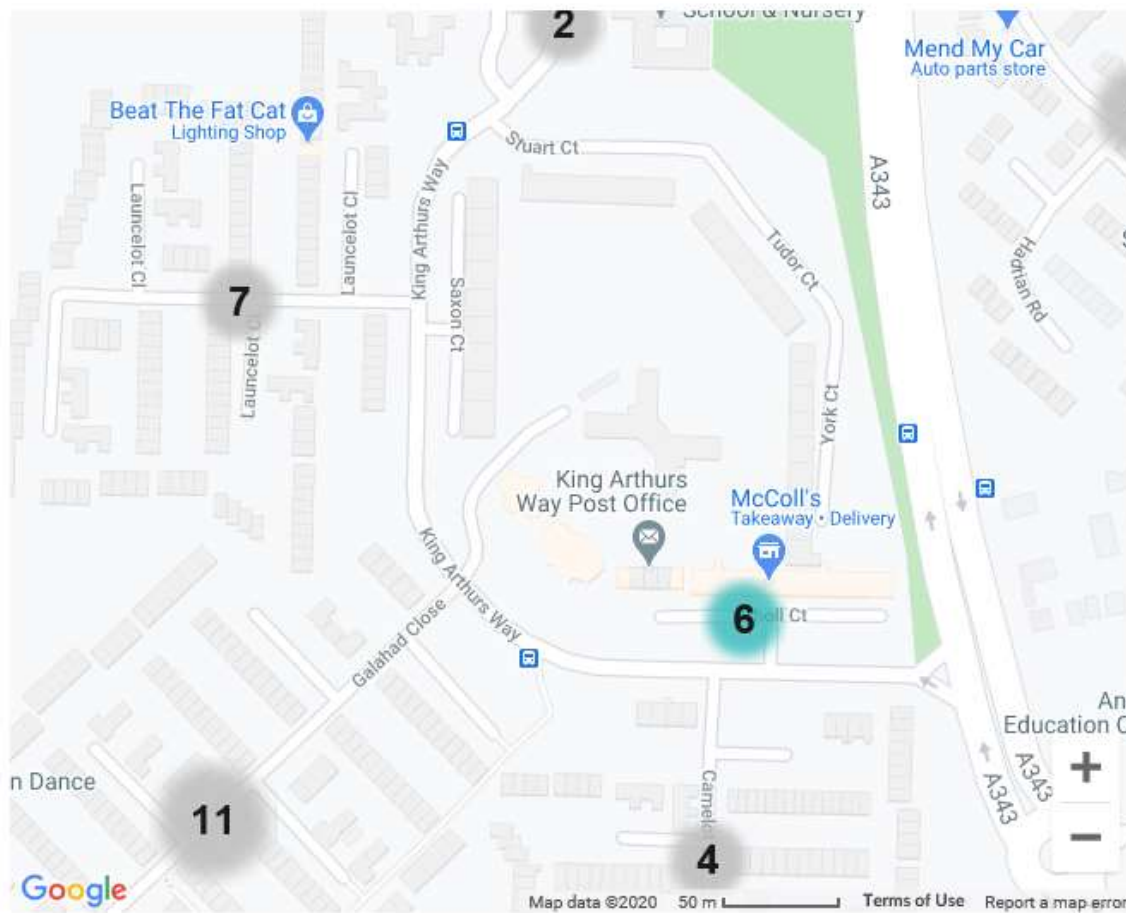 2
School & Nursery
Mend My Car
Auto parts store
Beat The Fat Cat
Lighting Shop
Stuart Ct
A343
King Arthurs Way
Launcelot Cl
Launcelot Cl
Tudor Ct
Hadrian Rd
Saxon Ct
7
Launcelot C
York Ct
King Arthurs
Way Post Office
McColl's
Takeaway • Delivery
King Arthurs Way
6
oll Ct
Galahad Close
An
Education C
n Dance
Camelot
A343
A343
+
−
11
4
Google
Map data ©2020
50 m
Terms of Use
Report a map error